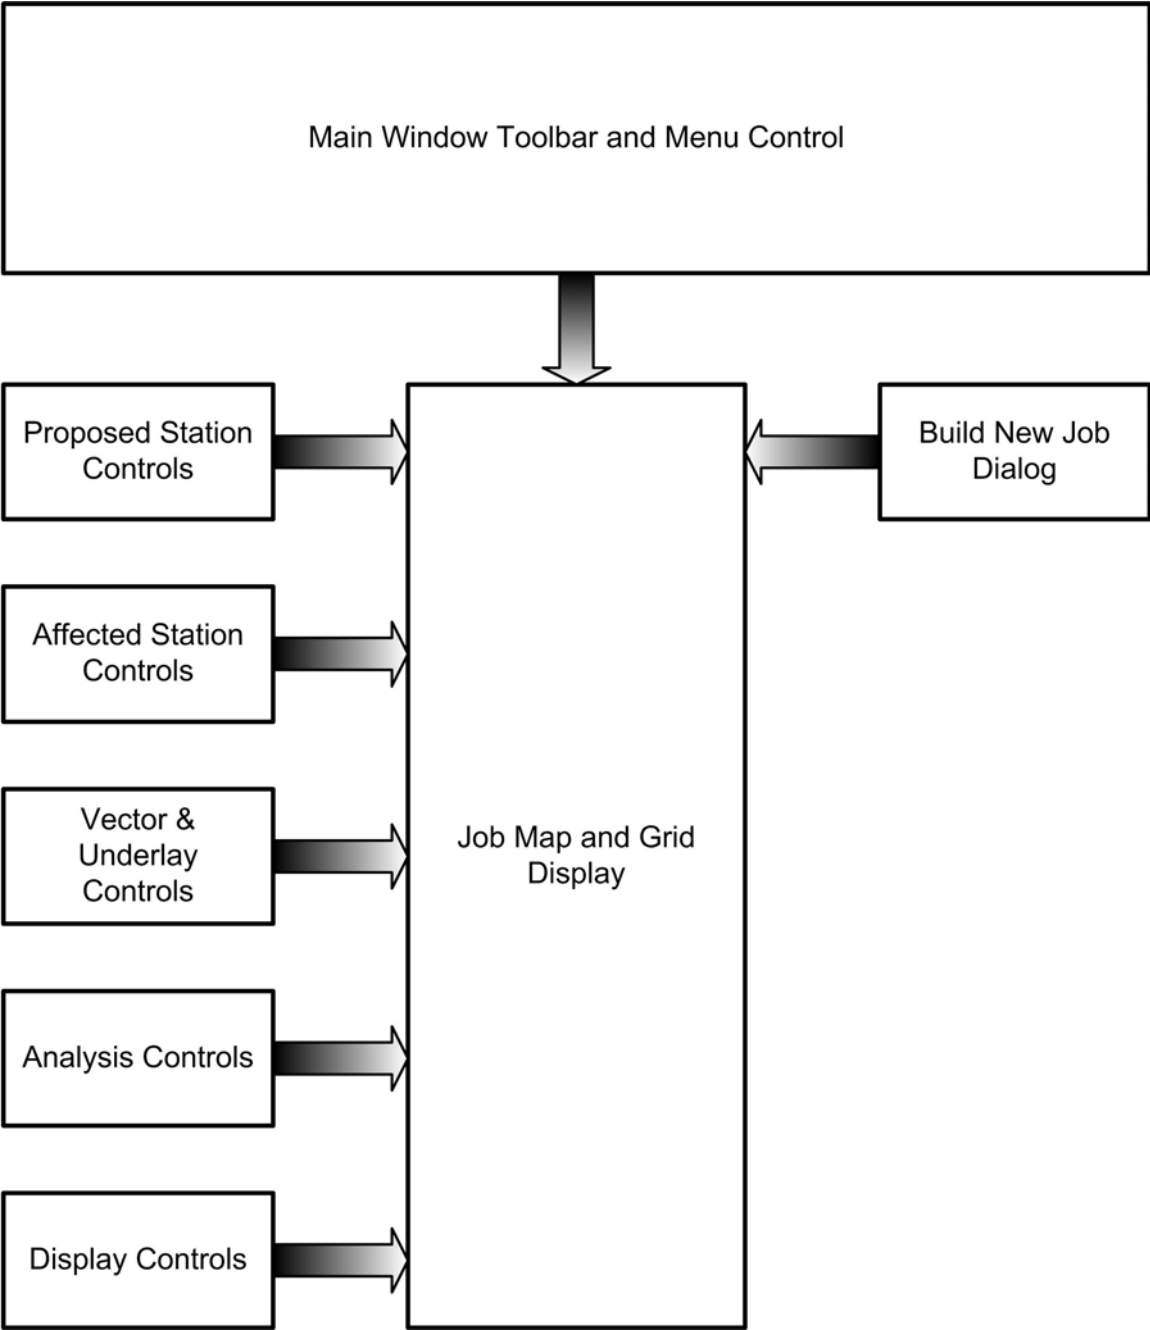 Main Window Toolbar and Menu Control
Proposed Station
Controls
Build New Job
Dialog
Affected Station
Controls
Vector &
Underlay
Controls
Job Map and Grid
Display
Analysis Controls
Display Controls